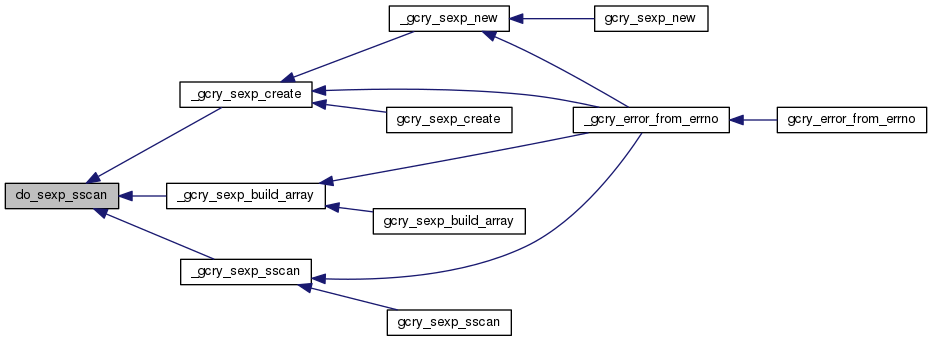 _gcry_sexp_new
gcry_sexp_new
_gcry_sexp_create
gcry_sexp_create
_gcry_error_from_errno
gcry_error_from_errno
do_sexp_sscan
_gcry_sexp_build_array
gcry_sexp_build_array
_gcry_sexp_sscan
gcry_sexp_sscan